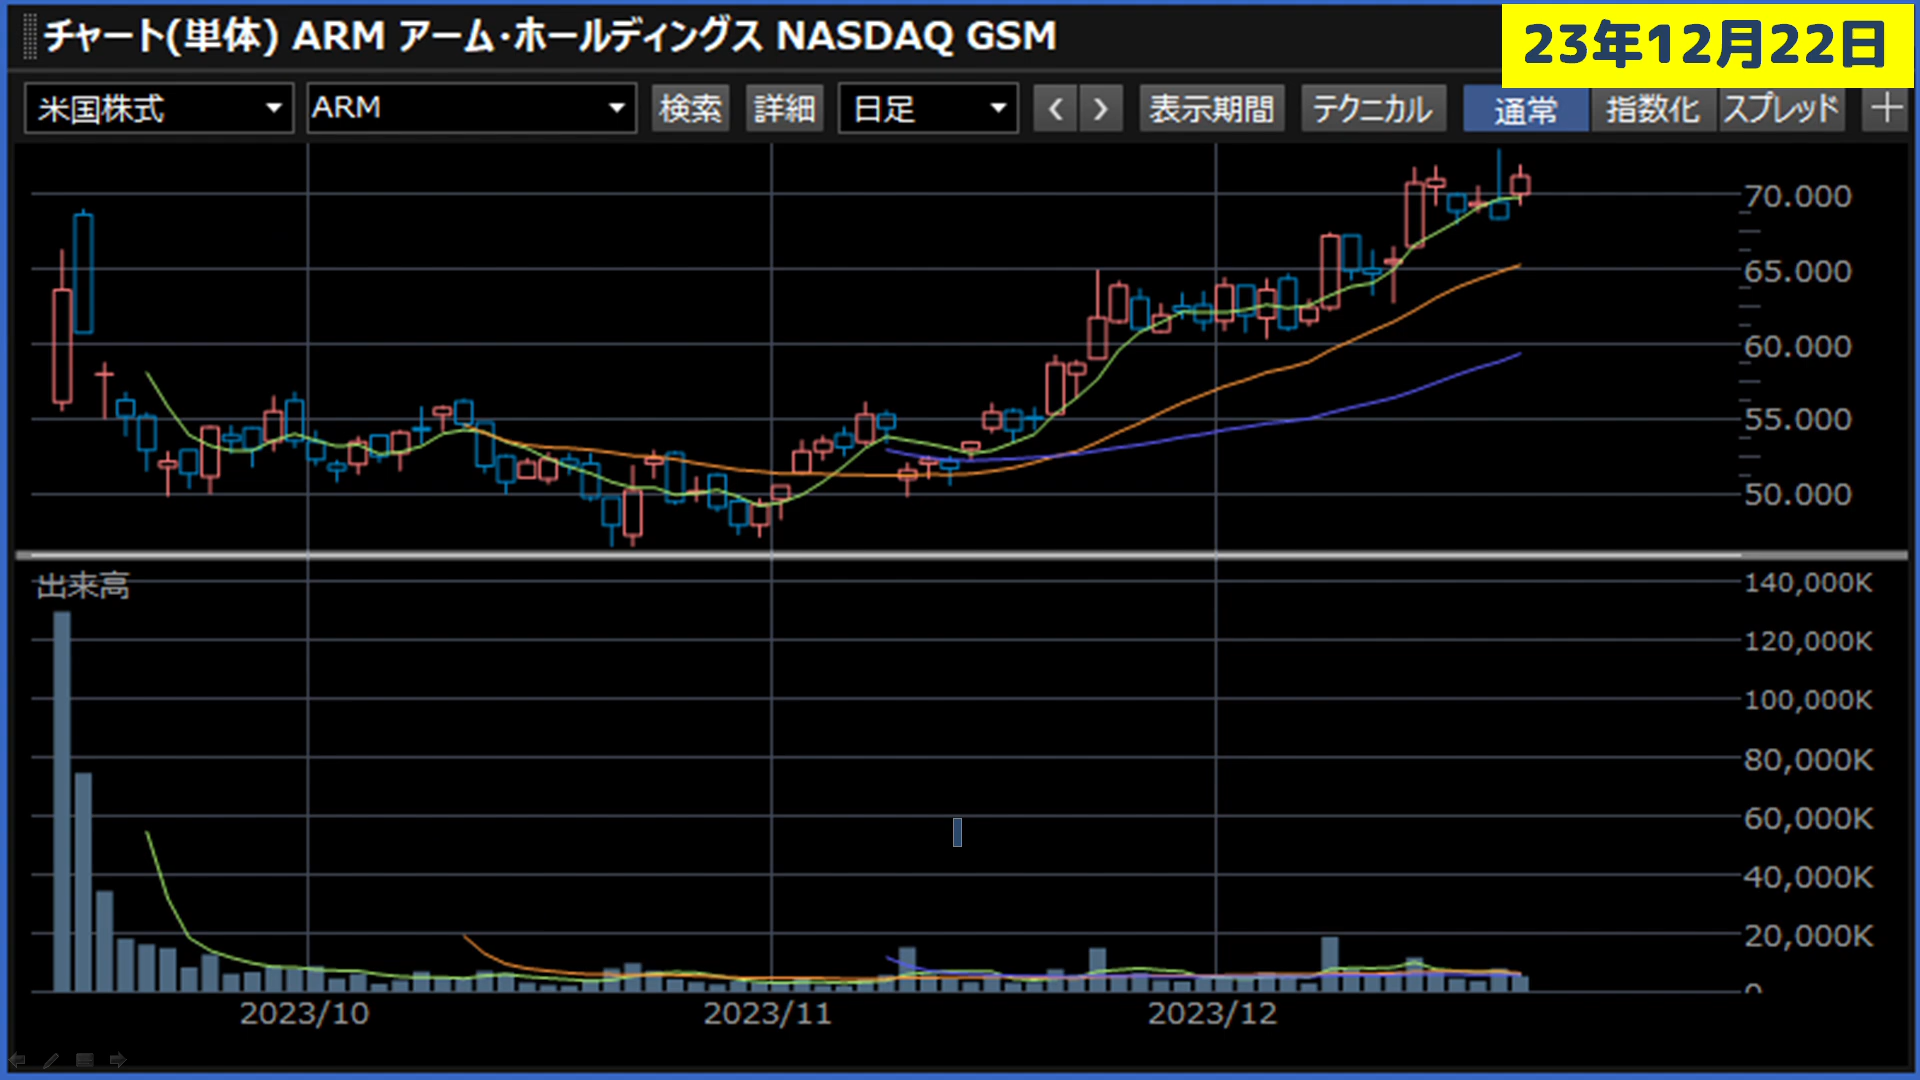 チャート(単体) ARM アーム・ホールディングス NASDAQ GSM
23年12月22日
米国株式 ARM 検索 詳細 日足 < > 表示期間 テクニカル 通常 指数化 スプレッド +
70.000
65.000
60.000
55.000
50.000
出来高
140,000K
120,000K
100,000K
80,000K
60,000K
40,000K
20,000K
0
2023/10 2023/11 2023/12